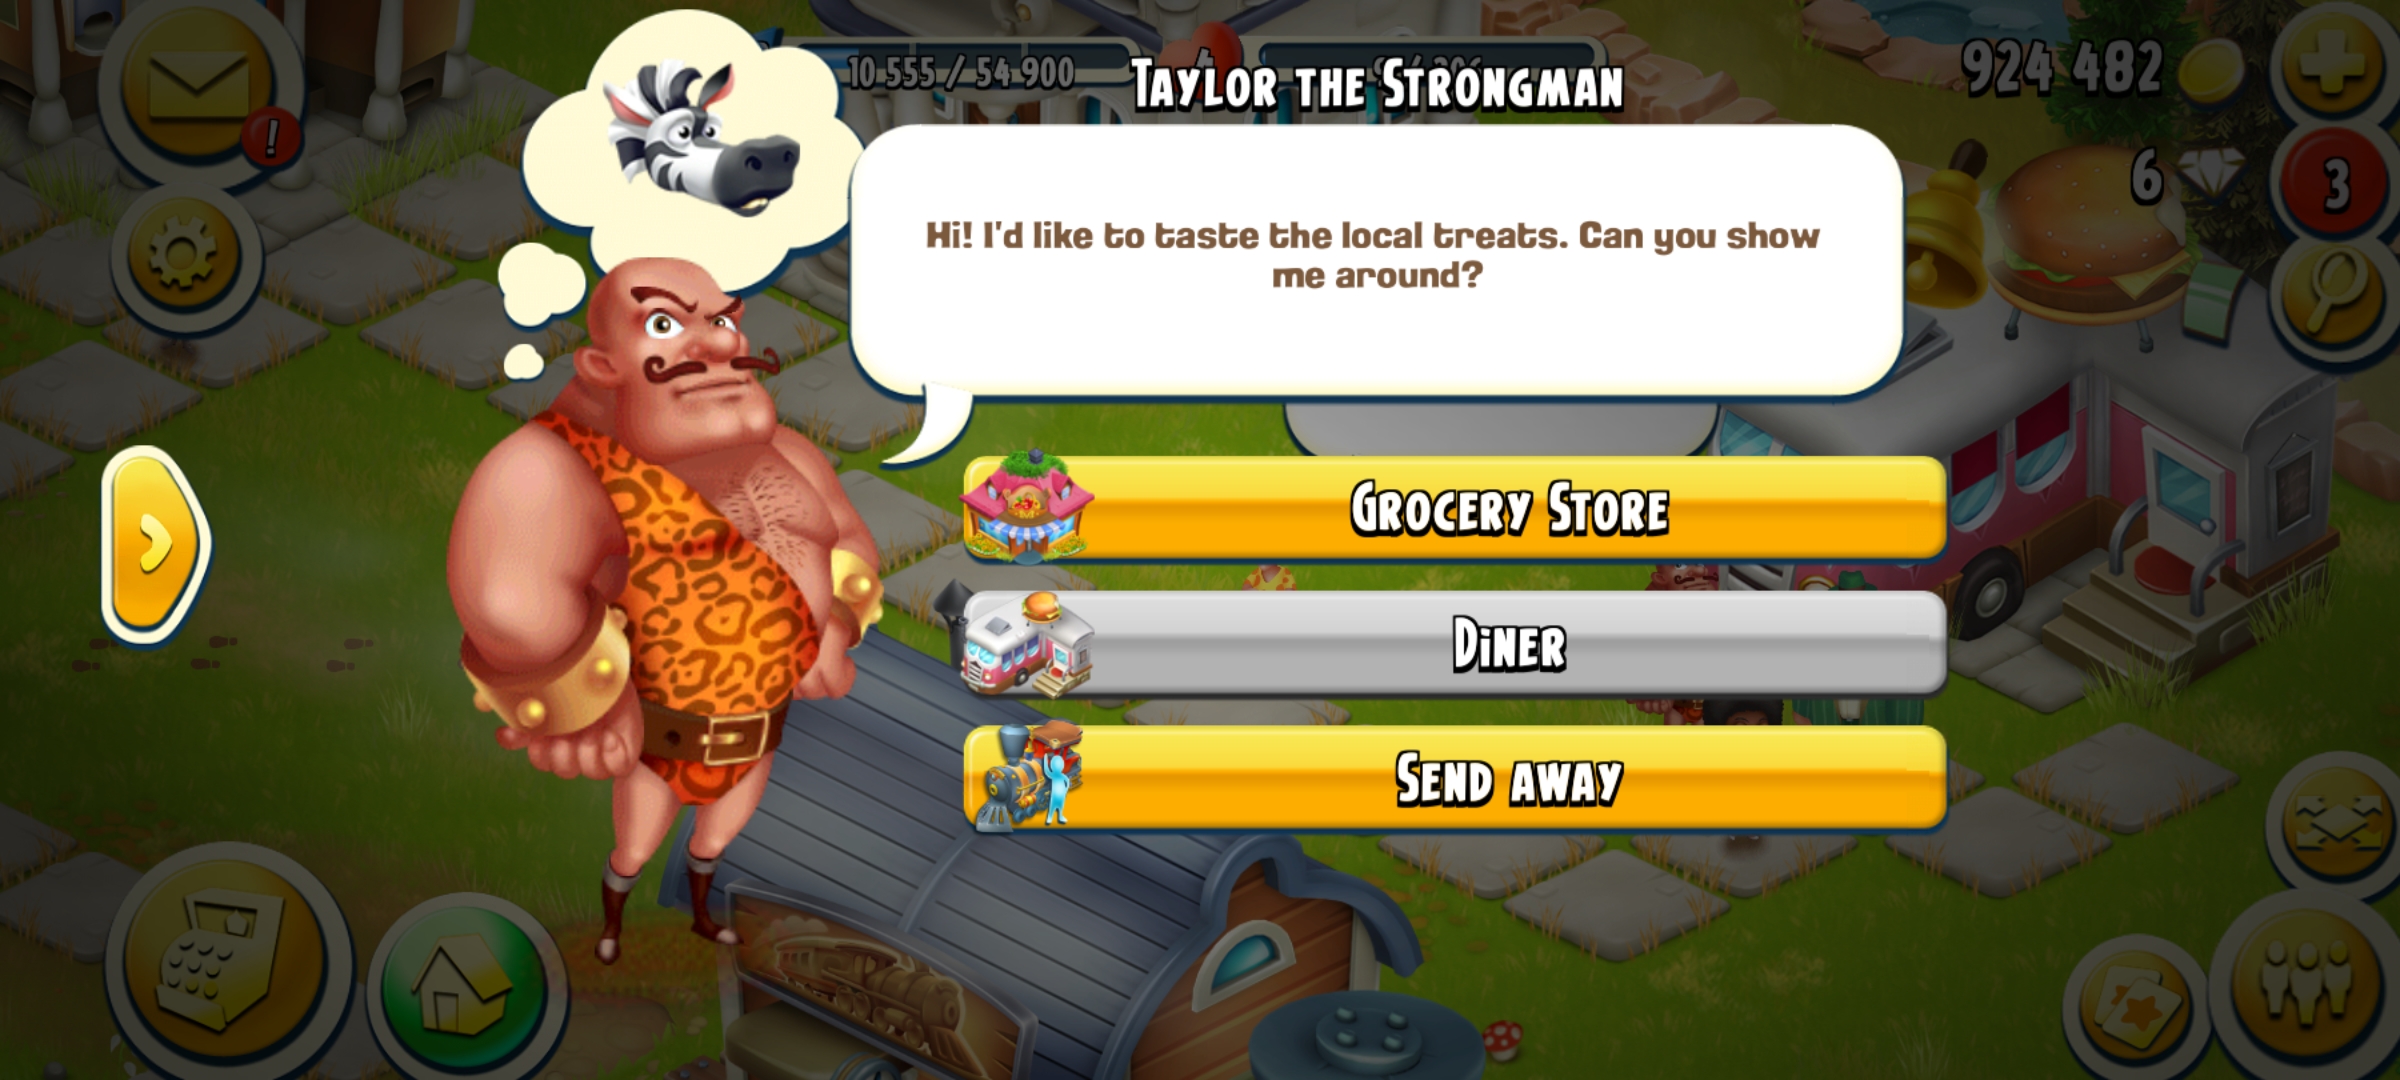 10 555 / 54 900
924 482
TAYLOR THE STRONGMAN
!
6
3
Hi! I'd like to taste the local treats. Can you show
me around?
GROCERY STORE
DINER
SEND AWAY